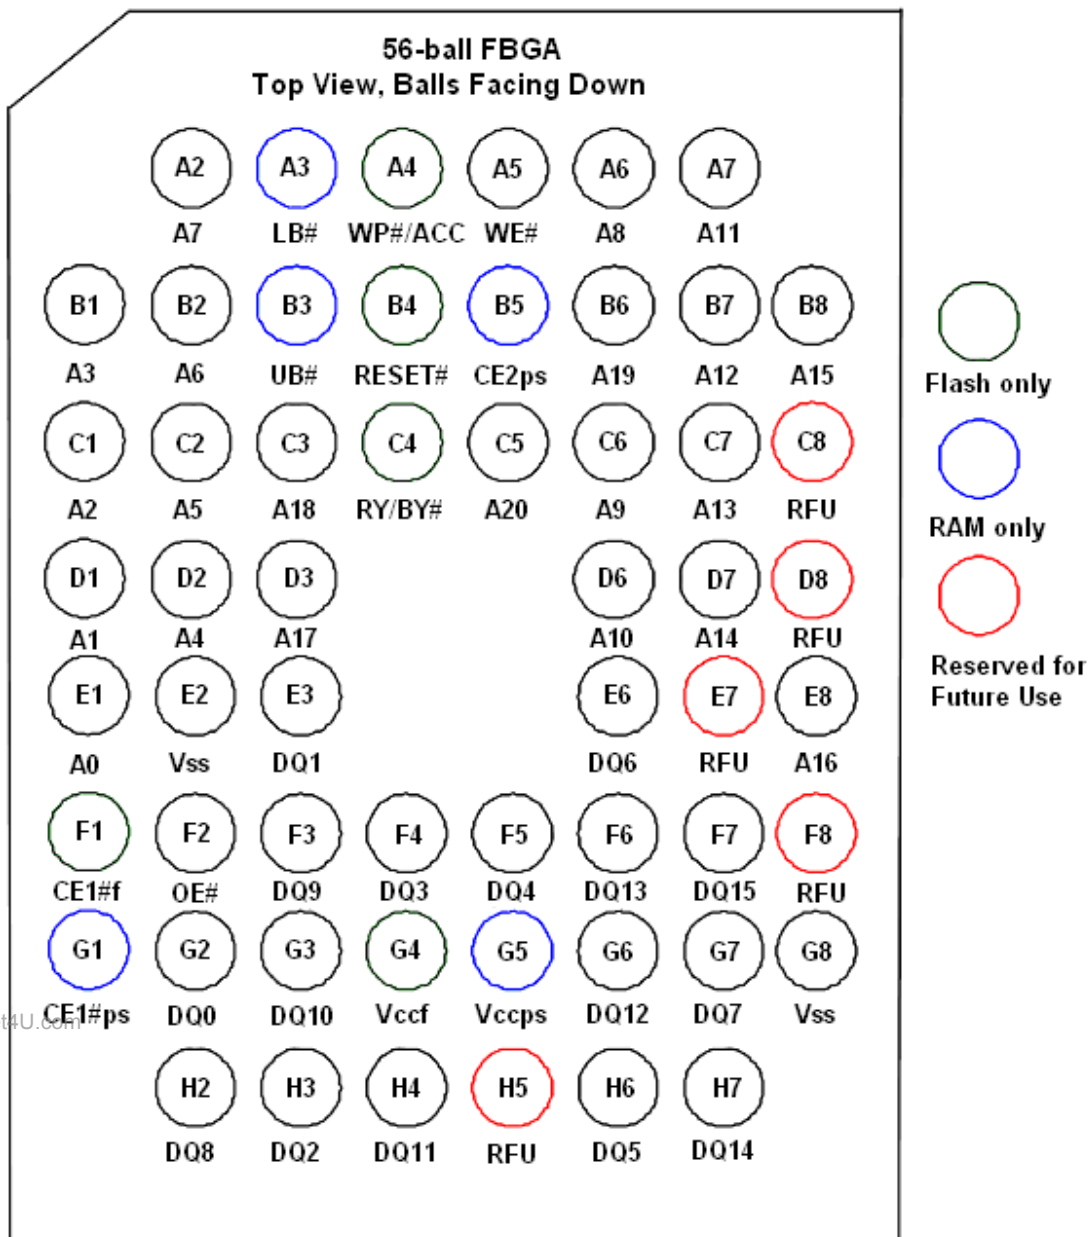 56-ball FBGA
Top View, Balls Facing Down
A2 A3 A4 A5 A6 A7
A7 LB# WP#/ACC WE# A8 A11
B1 B2 B3 B4 B5 B6 B7 B8
A3 A6 UB# RESET# CE2ps A19 A12 A15
Flash only
C1 C2 C3 C4 C5 C6 C7 C8
A2 A5 A18 RY/BY# A20 A9 A13 RFU
RAM only
D1 D2 D3 D6 D7 D8
A1 A4 A17 A10 A14 RFU
Reserved for
Future Use
E1 E2 E3 E6 E7 E8
A0 Vss DQ1 DQ6 RFU A16
F1 F2 F3 F4 F5 F6 F7 F8
CE1#f OE# DQ9 DQ3 DQ4 DQ13 DQ15 RFU
G1 G2 G3 G4 G5 G6 G7 G8
CE1#ps DQ0 DQ10 Vccf Vccps DQ12 DQ7 Vss
t4U.com
H2 H3 H4 H5 H6 H7
DQ8 DQ2 DQ11 RFU DQ5 DQ14